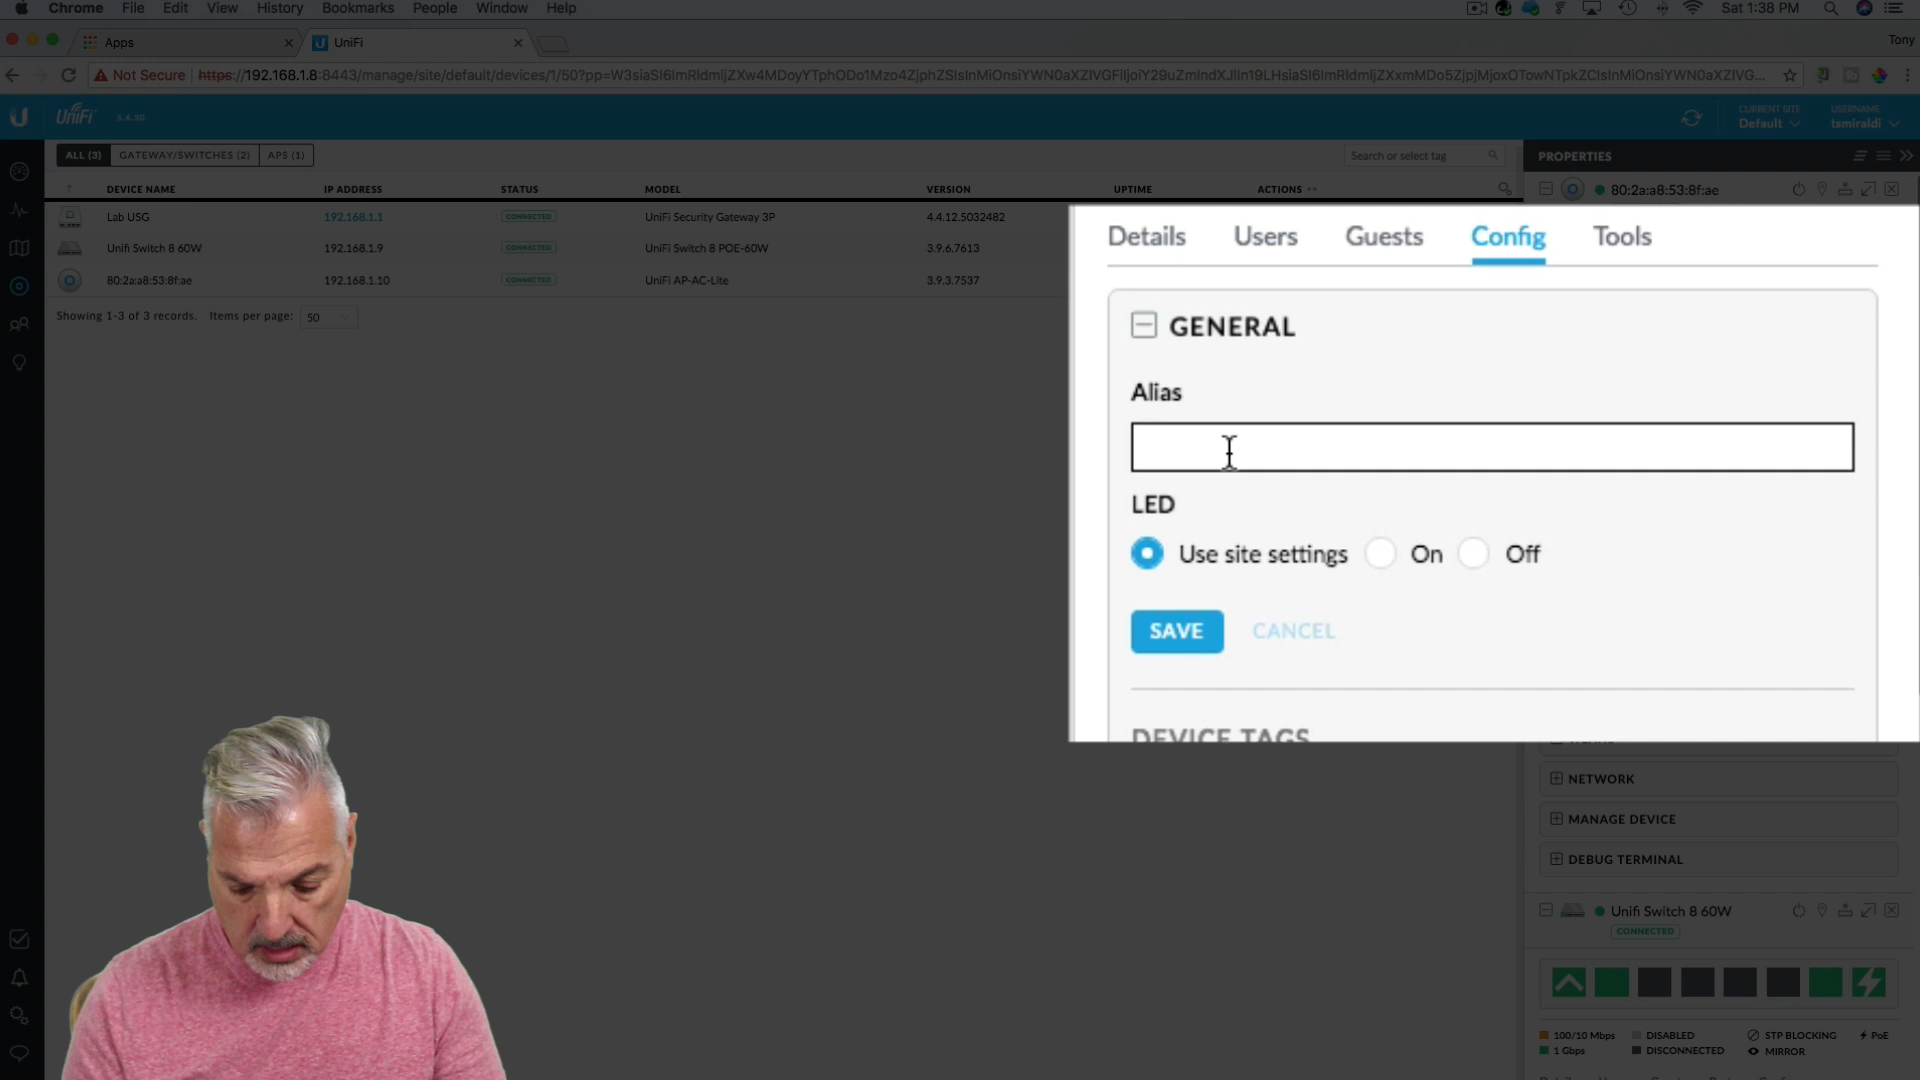 Chrome File Edit View History Bookmarks People Window Help Sat 1:38 PM
Apps UniFi Tony
Not Secure https://192.168.1.8:8443/manage/site/default/devices/1/50?pp=
UniFi 5.6.30 CURRENT SITE USERNAME
Default tsmiraldi
ALL (3) GATEWAY/SWITCHES (2) APS (1) Search or select tag PROPERTIES
DEVICE NAME IP ADDRESS STATUS MODEL VERSION UPTIME ACTIONS 80:2a:a8:53:8f:ae
Lab USG 192.168.1.1 CONNECTED UniFi Security Gateway 3P 4.4.12.5032482
Unifi Switch 8 60W 192.168.1.9 CONNECTED UniFi Switch 8 POE-60W 3.9.6.7613
80:2a:a8:53:8f:ae 192.168.1.10 CONNECTED UniFi AP-AC-Lite 3.9.3.7537
Showing 1-3 of 3 records. Items per page: 50
Details Users Guests Config Tools
GENERAL
Alias
LED
Use site settings On Off
SAVE CANCEL
DEVICE TAGS
NETWORK
MANAGE DEVICE
DEBUG TERMINAL
Unifi Switch 8 60W
CONNECTED
100/10 Mbps DISABLED STP BLOCKING PoE
1 Gbps DISCONNECTED MIRROR